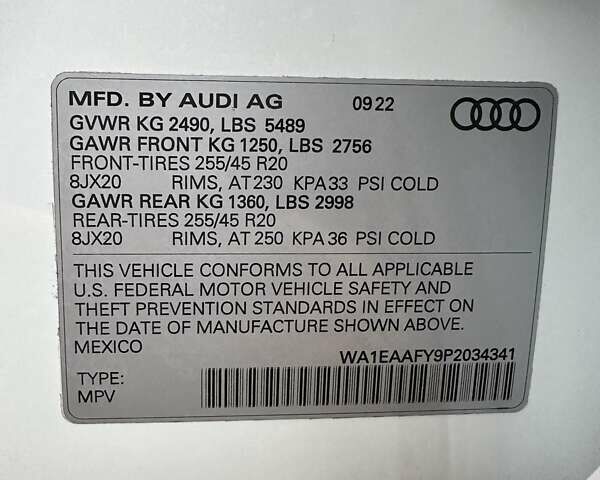 MFD. BY AUDI AG 09 22
GVWR KG 2490, LBS 5489
GAWR FRONT KG 1250, LBS 2756
FRONT-TIRES 255/45 R20
8JX20 RIMS, AT 230 KPA 33 PSI COLD
GAWR REAR KG 1360, LBS 2998
REAR-TIRES 255/45 R20
8JX20 RIMS, AT 250 KPA 36 PSI COLD
THIS VEHICLE CONFORMS TO ALL APPLICABLE
U.S. FEDERAL MOTOR VEHICLE SAFETY AND
THEFT PREVENTION STANDARDS IN EFFECT ON
THE DATE OF MANUFACTURE SHOWN ABOVE.
MEXICO WA1EAAFY9P2034341
TYPE:
MPV